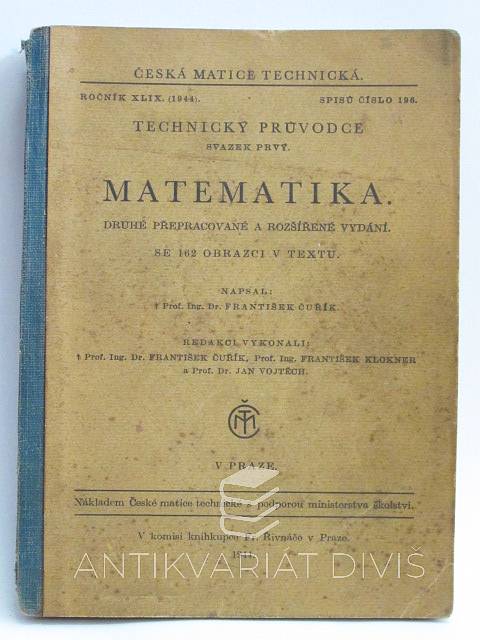 ČESKÁ MATICE TECHNICKÁ.
ROČNÍK XLIX. (1944). SPISŮ ČÍSLO 196.
TECHNICKÝ PRŮVODCE
SVAZEK PRVÝ.
MATEMATIKA.
DRUHÉ PŘEPRACOVANÉ A ROZŠÍŘENÉ VYDÁNÍ.
SE 162 OBRAZCI V TEXTU.
NAPSAL:
† Prof. Ing. Dr. FRANTIŠEK ČUŘÍK.
REDAKCI VYKONALI:
† Prof. Ing. Dr. FRANTIŠEK ČUŘÍK, Prof. Ing. FRANTIŠEK KLOKNER
a Prof. Dr. JAN VOJTĚCH.
ČMT
V PRAZE.
Nákladem České matice technické s podporou ministerstva školství.
V komisi knihkupce Fr. Řivnáče v Praze.
1944.
ANTIKVARIÁT DIVIŠ